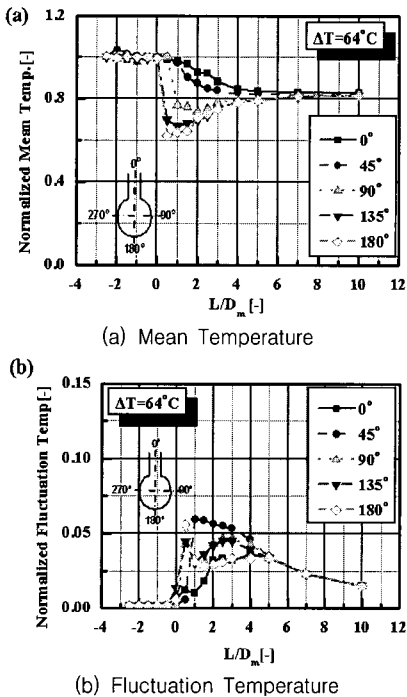 (a)
1.2
ΔT=64°C
Normalized Mean Temp.[-]
0.8
0.4
0.0
0°
270°
90°
180°
0°
45°
90°
135°
180°
-4 -2 0 2 4 6 8 10 12
L/Dm[-]
(a) Mean Temperature
(b)
0.15
ΔT=64°C
Normalized Fluctuation Temp[-]
0.10
0.05
0.00
0°
270°
90°
180°
0°
45°
90°
135°
180°
-4 -2 0 2 4 6 8 10 12
L/Dm[-]
(b) Fluctuation Temperature